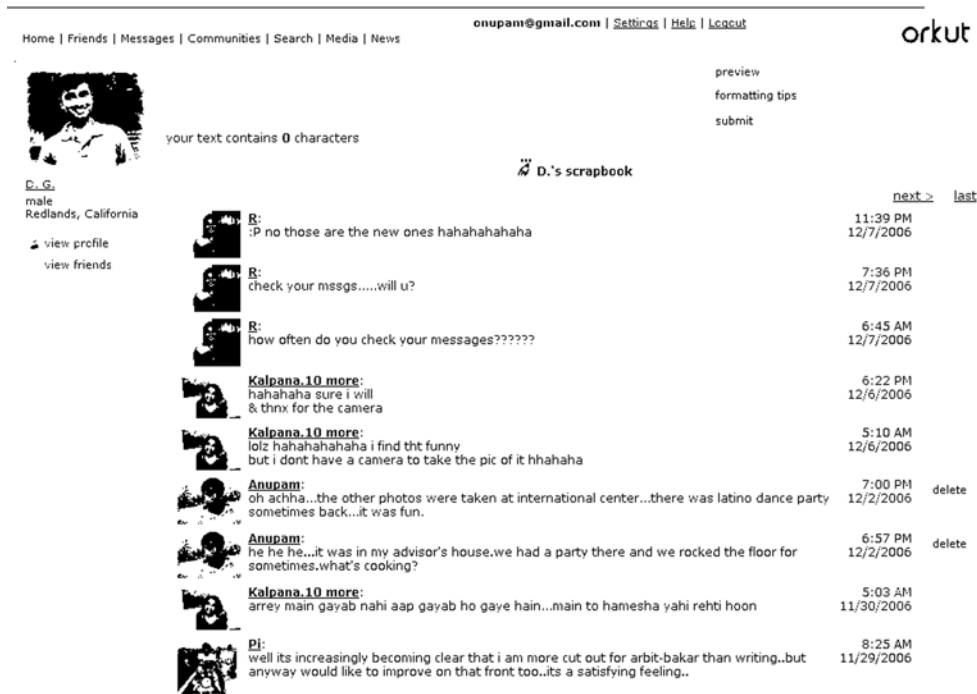 onupam@gmail.com | Settings | Help | Logout
Home | Friends | Messages | Communities | Search | Media | News
orkut
preview
formatting tips
submit
your text contains 0 characters
D.'s scrapbook
D. G.
male
Redlands, California
view profile
view friends
next > last
R: 11:39 PM
:P no those are the new ones hahahahahaha 12/7/2006
R: 7:36 PM
check your mssgs.....will u? 12/7/2006
R: 6:45 AM
how often do you check your messages?????? 12/7/2006
Kalpana.10 more: 6:22 PM
hahahaha sure i will 12/6/2006
& thnx for the camera
Kalpana.10 more: 5:10 AM
lolz hahahahahaha i find tht funny 12/6/2006
but i dont have a camera to take the pic of it hhahaha
Anupam: 7:00 PM
oh achha...the other photos were taken at international center...there was latino dance party 12/2/2006 delete
sometimes back...it was fun.
Anupam: 6:57 PM
he he he...it was in my advisor's house.we had a party there and we rocked the floor for 12/2/2006 delete
sometimes.what's cooking?
Kalpana.10 more: 5:03 AM
arrey main gayab nahi aap gayab ho gaye hain...main to hamesha yahi rehti hoon 11/30/2006
Pi: 8:25 AM
well its increasingly becoming clear that i am more cut out for arbit-bakar than writing..but 11/29/2006
anyway would like to improve on that front too..its a satisfying feeling..